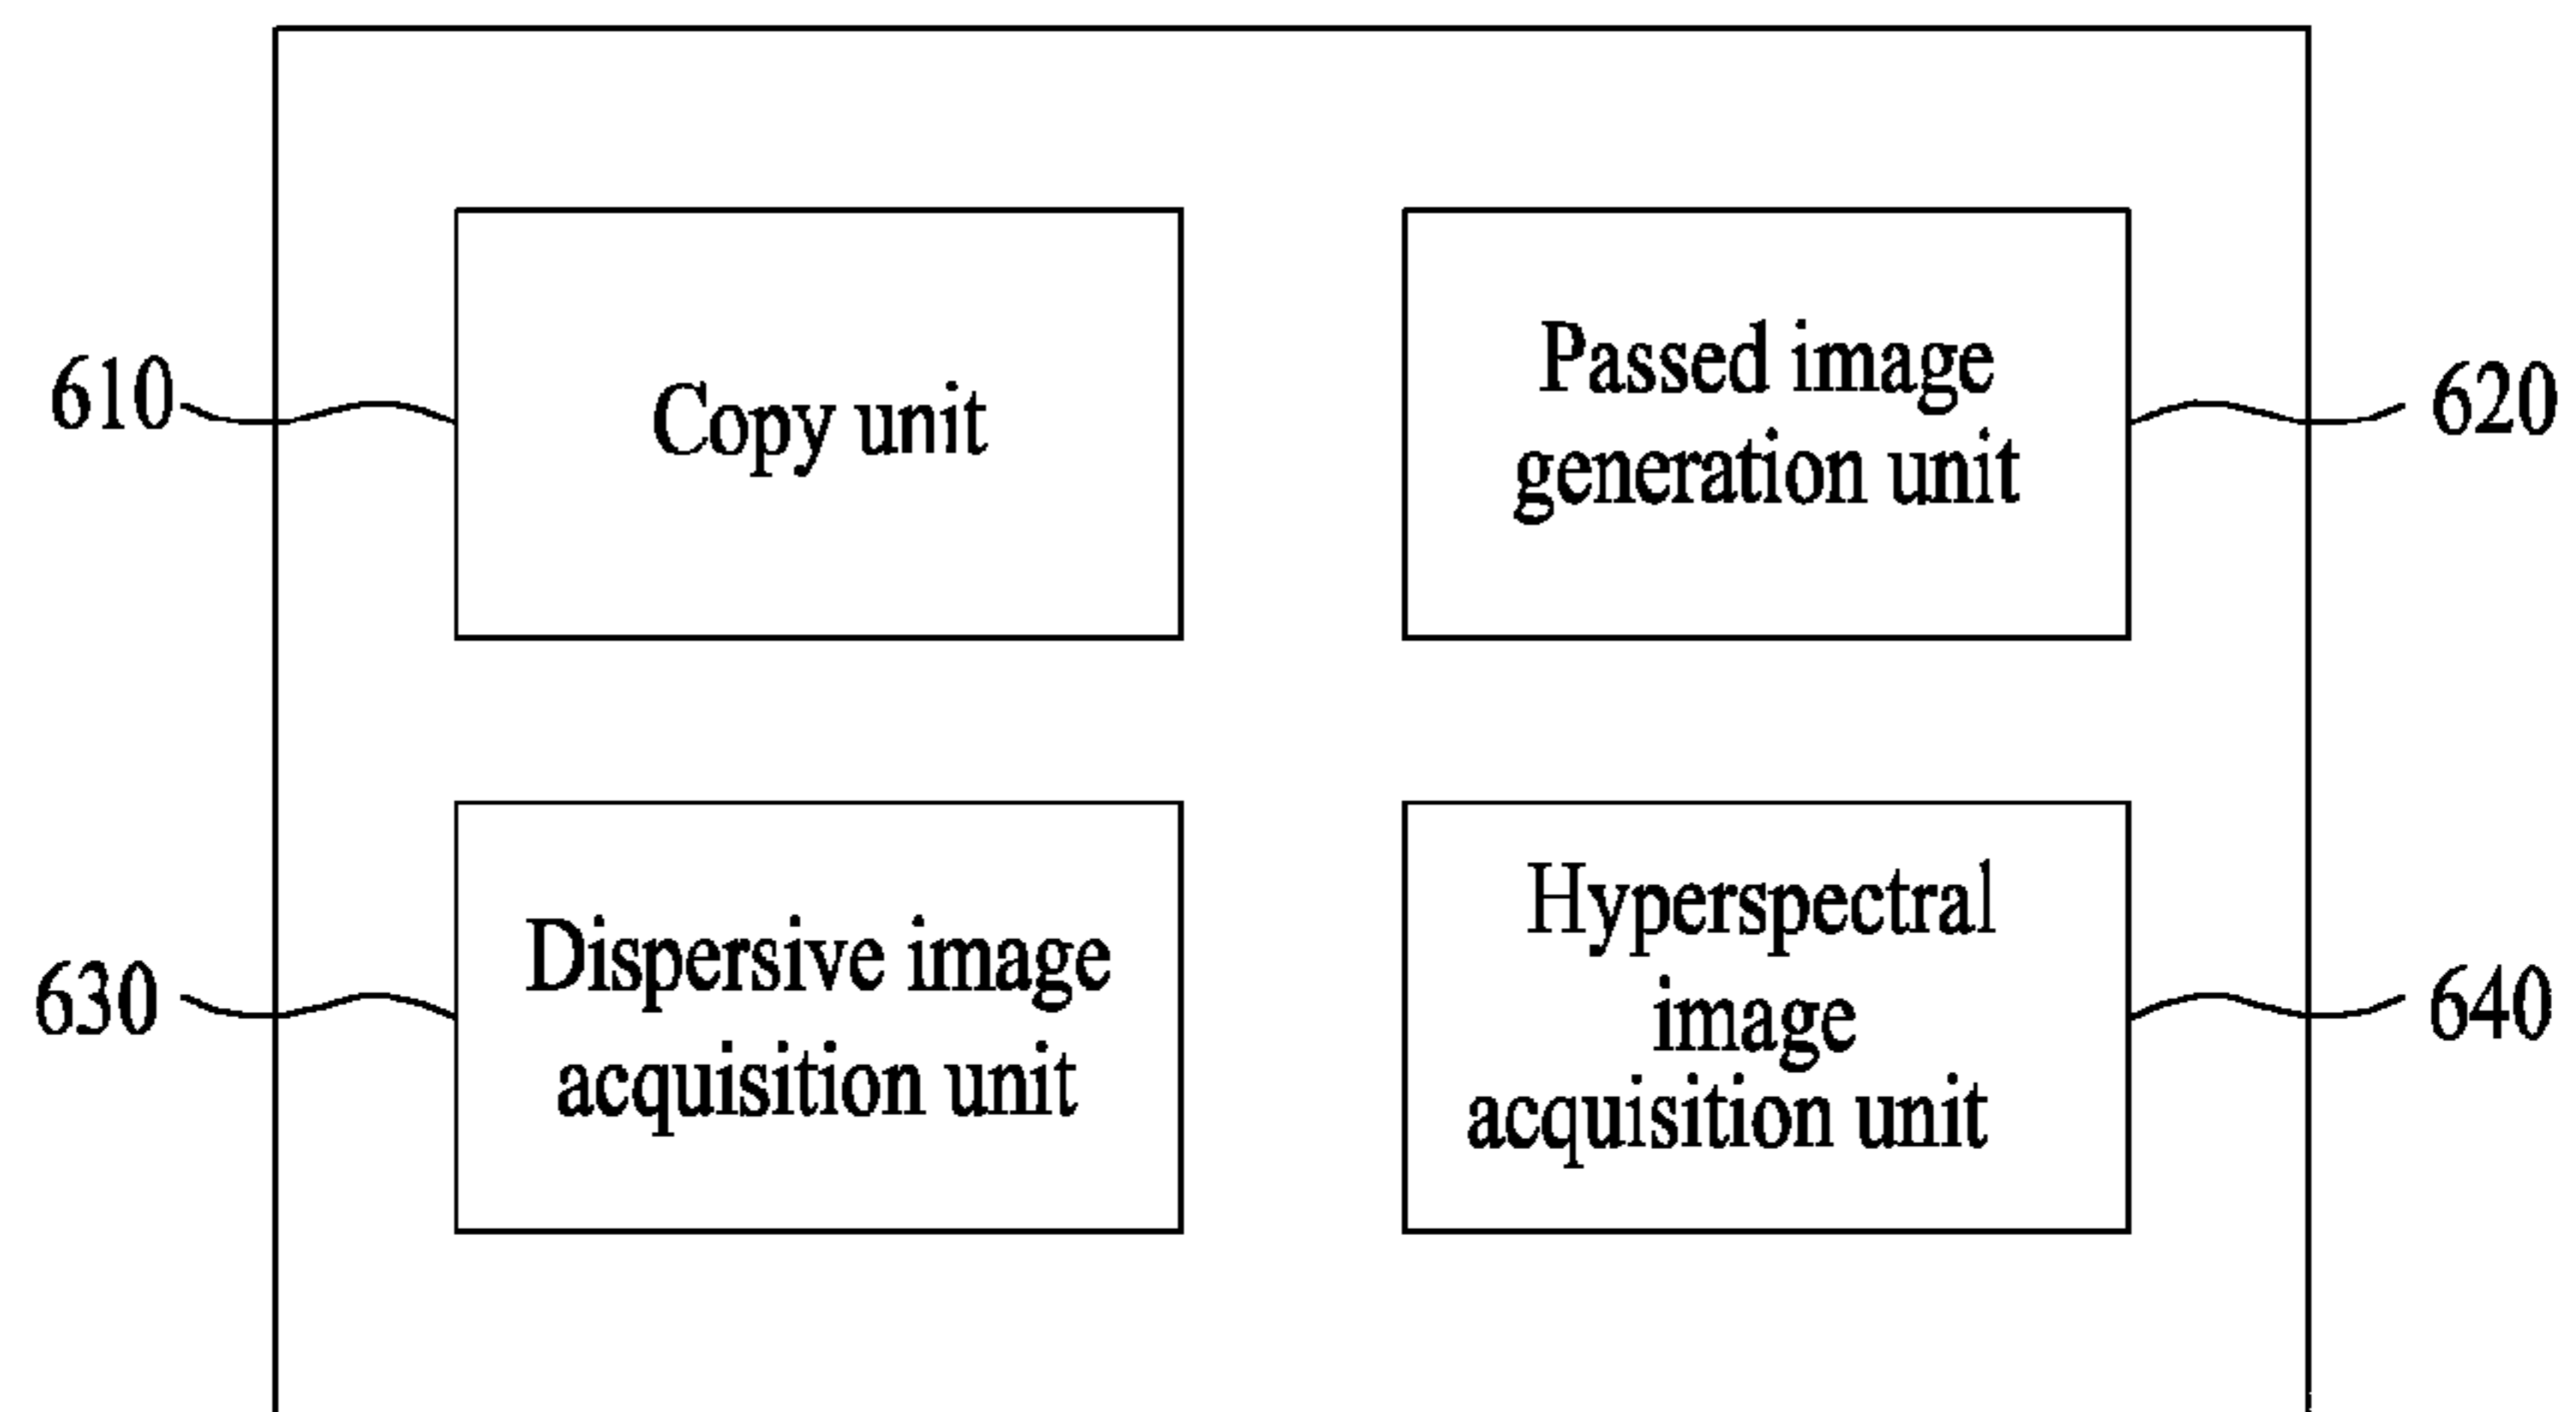 610
Copy unit
Passed image
generation unit
620
630
Dispersive image
acquisition unit
Hyperspectral
image
acquisition unit
640